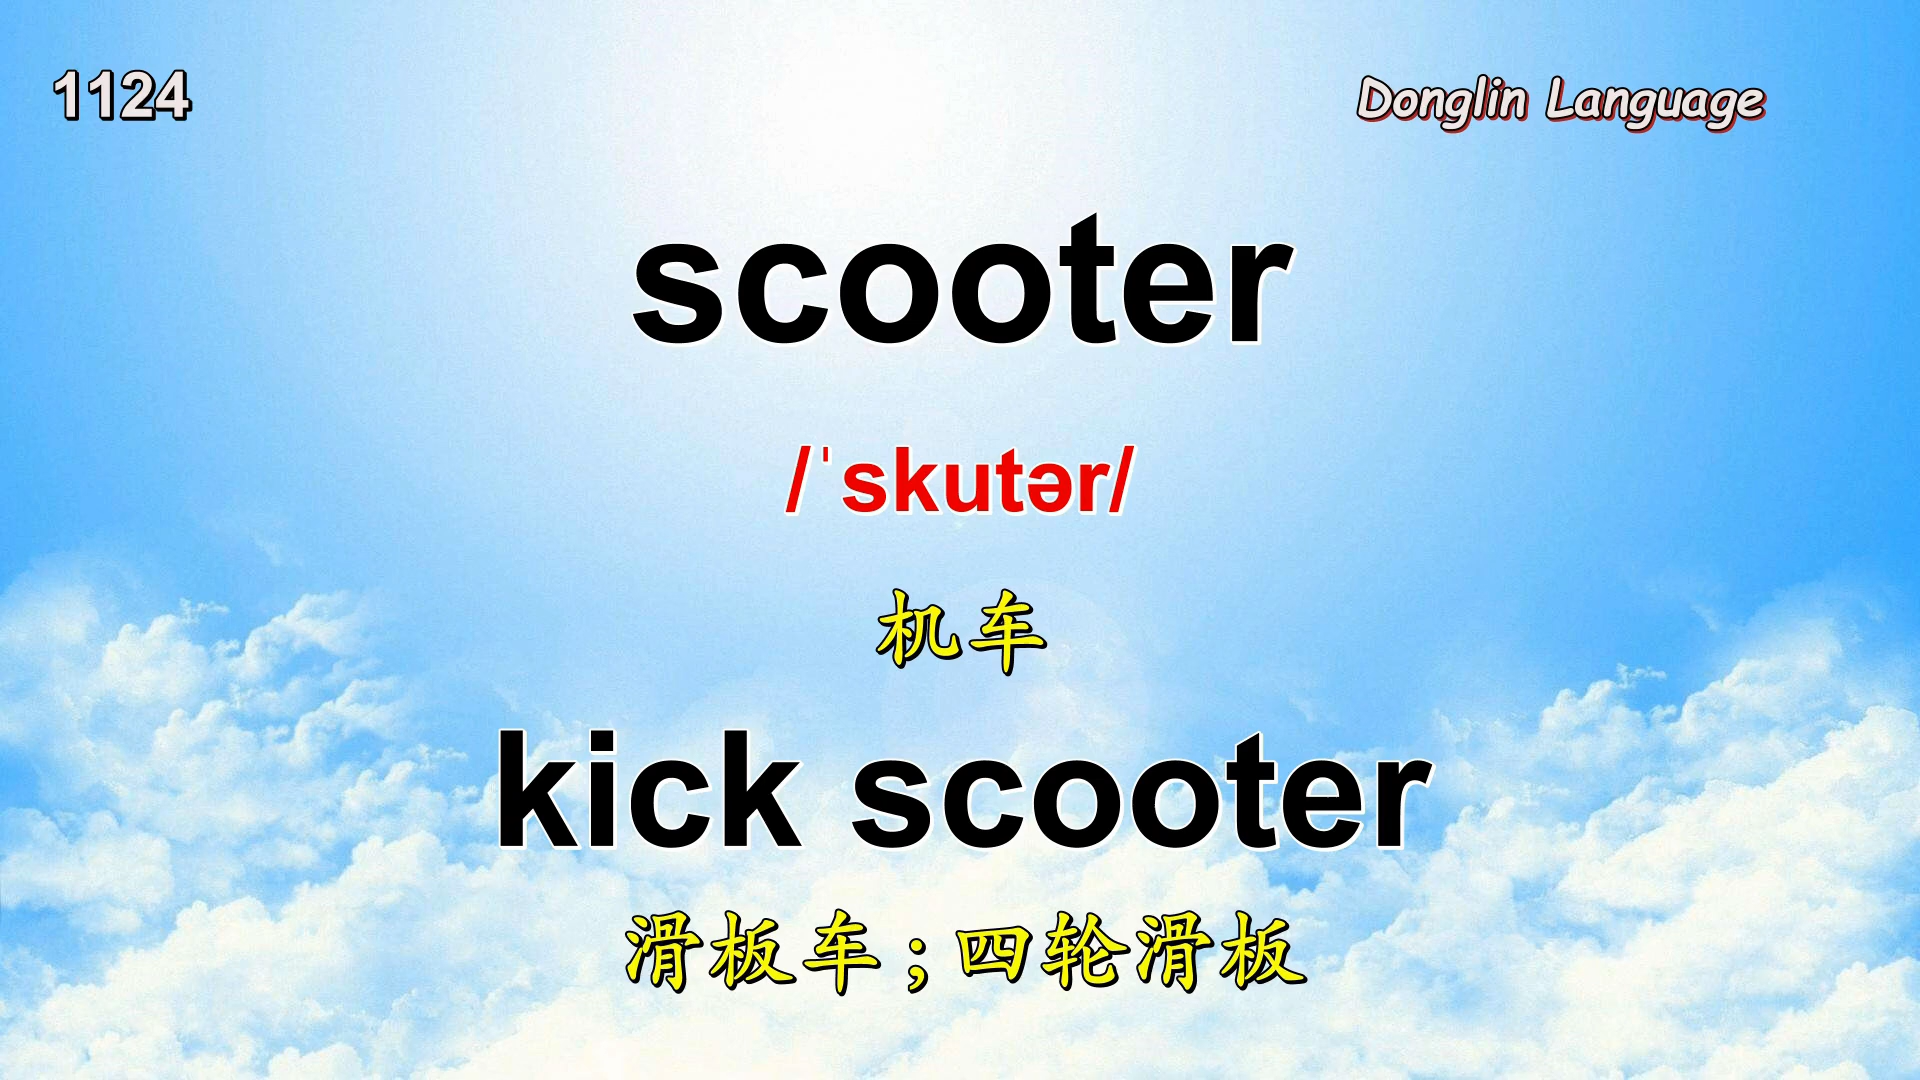 1124
Donglin Language
scooter
/ˈskutər/
机车
kick scooter
滑板车;四轮滑板